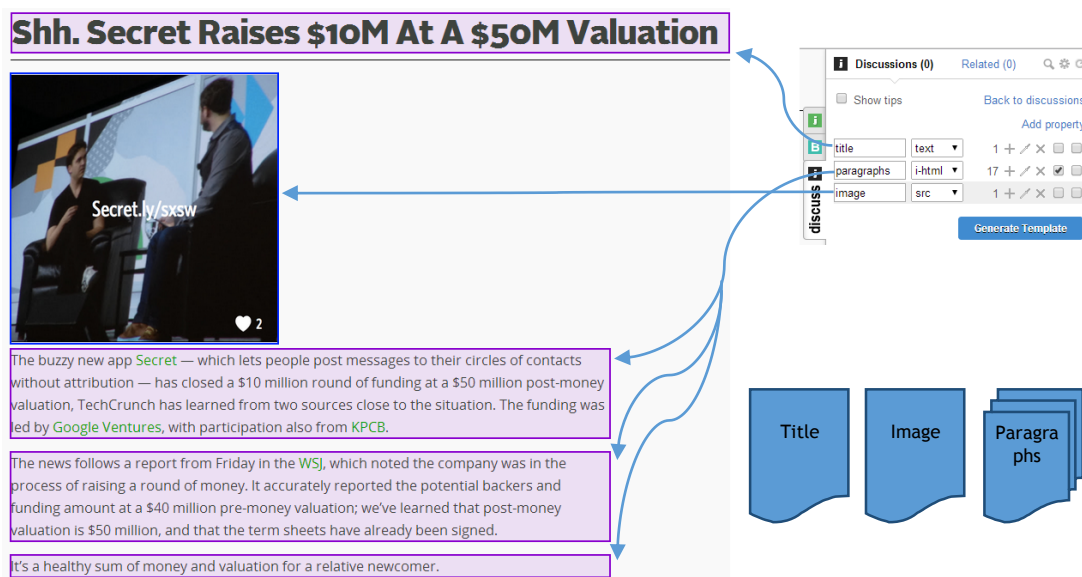 Shh. Secret Raises $10M At A $50M Valuation
Secret.ly/sxsw
2
The buzzy new app Secret — which lets people post messages to their circles of contacts
without attribution — has closed a $10 million round of funding at a $50 million post-money
valuation, TechCrunch has learned from two sources close to the situation. The funding was
led by Google Ventures, with participation also from KPCB.
The news follows a report from Friday in the WSJ, which noted the company was in the
process of raising a round of money. It accurately reported the potential backers and
funding amount at a $40 million pre-money valuation; we've learned that post-money
valuation is $50 million, and that the term sheets have already been signed.
It's a healthy sum of money and valuation for a relative newcomer.
i Discussions (0) Related (0)
Show tips Back to discussions
Add property
i
B
i discuss
title text 1
paragraphs i-html 17
image src 1
Generate Template
Title
Image
Paragra
phs